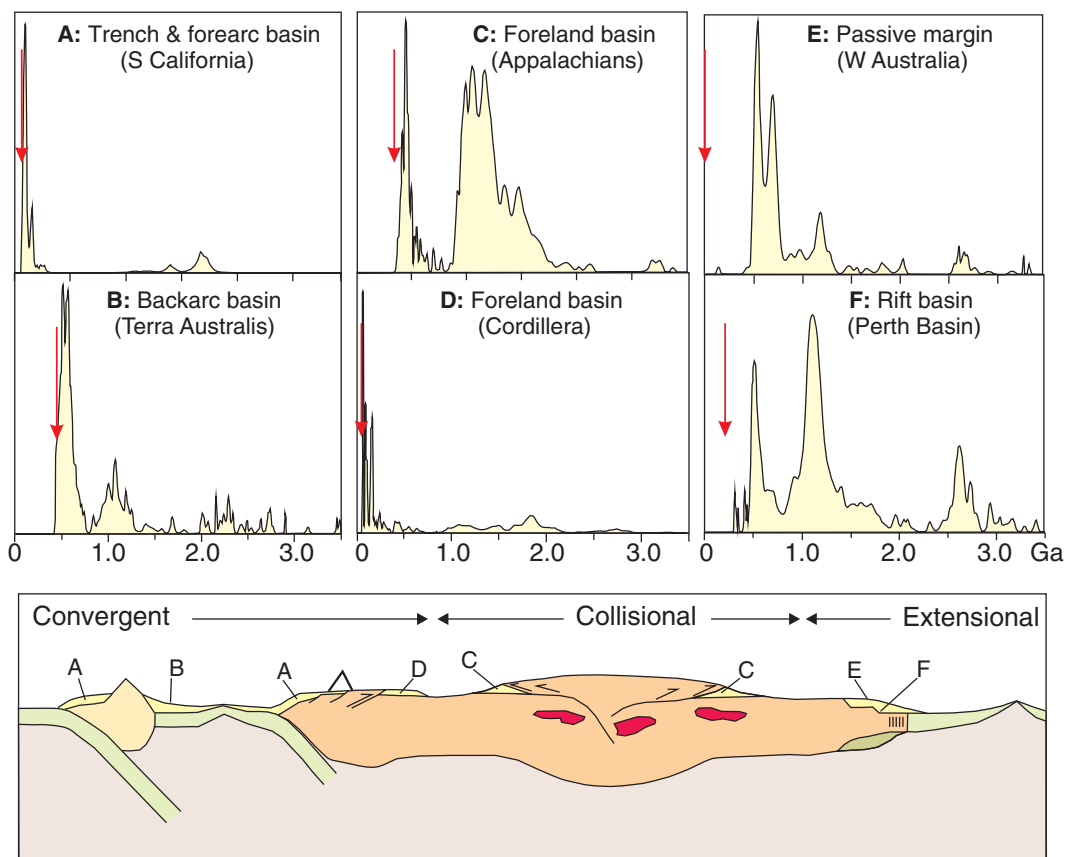 A: Trench & forearc basin
(S California)
C: Foreland basin
(Appalachians)
E: Passive margin
(W Australia)
B: Backarc basin
(Terra Australis)
D: Foreland basin
(Cordillera)
F: Rift basin
(Perth Basin)
0 1.0 2.0 3.0 0 1.0 2.0 3.0 0 1.0 2.0 3.0 Ga
Convergent Collisional Extensional
A B A D C C E F